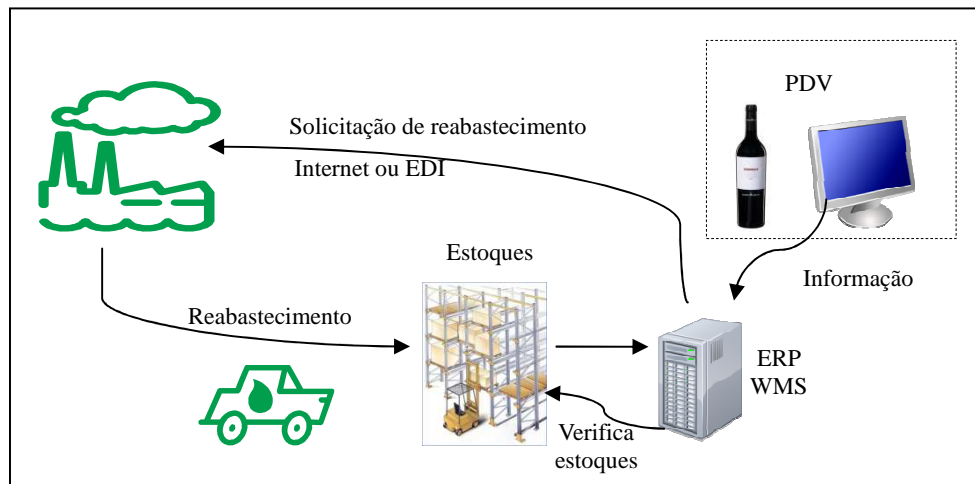 PDV
Solicitação de reabastecimento
Internet ou EDI
Estoques
Informação
Reabastecimento
ERP
WMS
Verifica
estoques